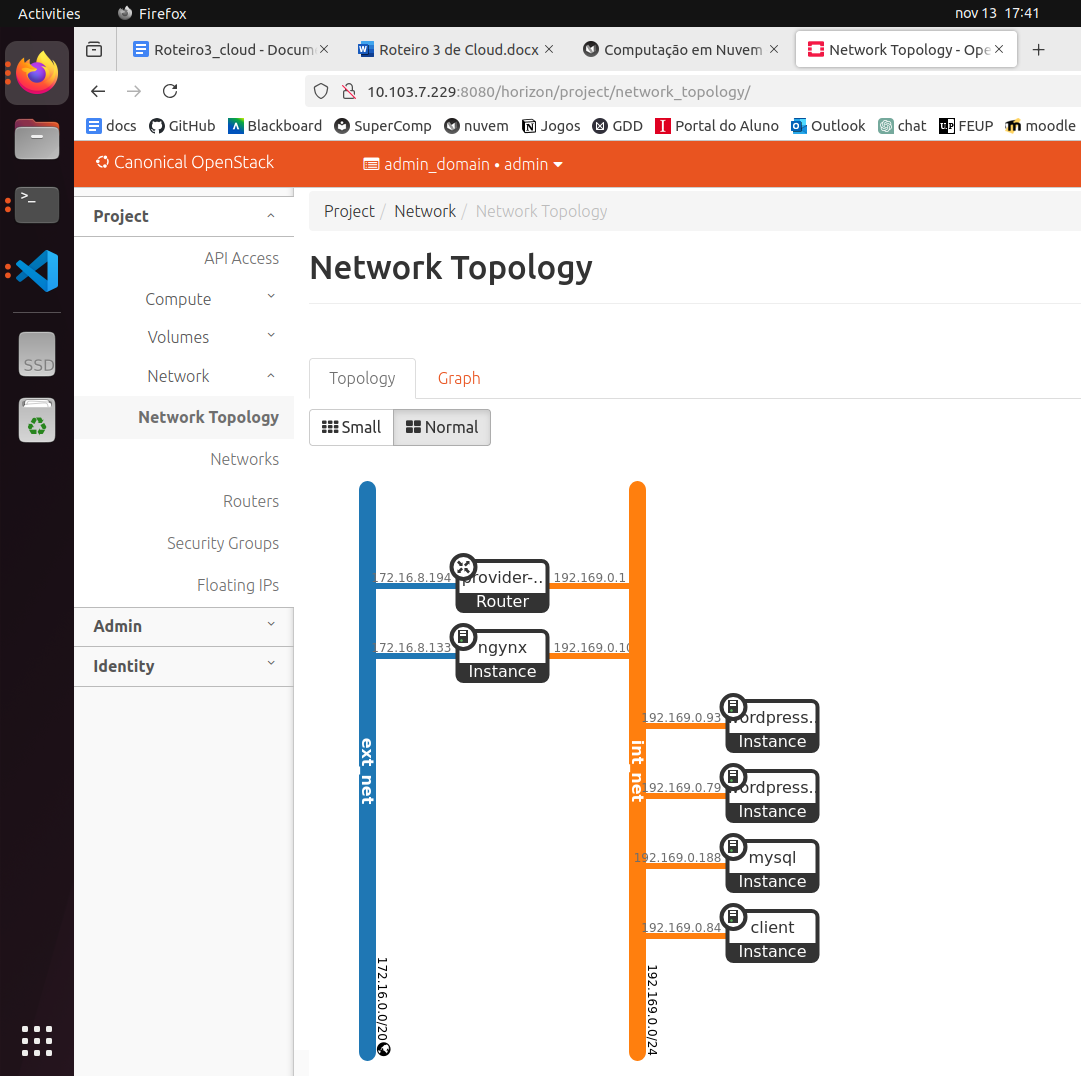 Activities
Firefox
nov 13 17:41
Roteiro3_cloud - Docum
Roteiro 3 de Cloud.docx
Computação em Nuvem
Network Topology - Ope
10.103.7.229:8080/horizon/project/network_topology/
docs
GitHub
Blackboard
SuperComp
nuvem
Jogos
GDD
Portal do Aluno
Outlook
chat
FEUP
moodle
Canonical OpenStack
admin_domain • admin
Project
API Access
Compute
Volumes
Network
Network Topology
Networks
Routers
Security Groups
Floating IPs
Admin
Identity
SSD
Project / Network / Network Topology
Network Topology
Topology
Graph
Small
Normal
172.16.8.194
provider-..
Router
192.169.0.1
172.16.8.133
ngynx
Instance
192.169.0.10
192.169.0.93
wordpress..
Instance
ext_net
int_net
192.169.0.79
wordpress..
Instance
192.169.0.188
mysql
Instance
192.169.0.84
client
Instance
172.16.0.0/20
192.169.0.0/24